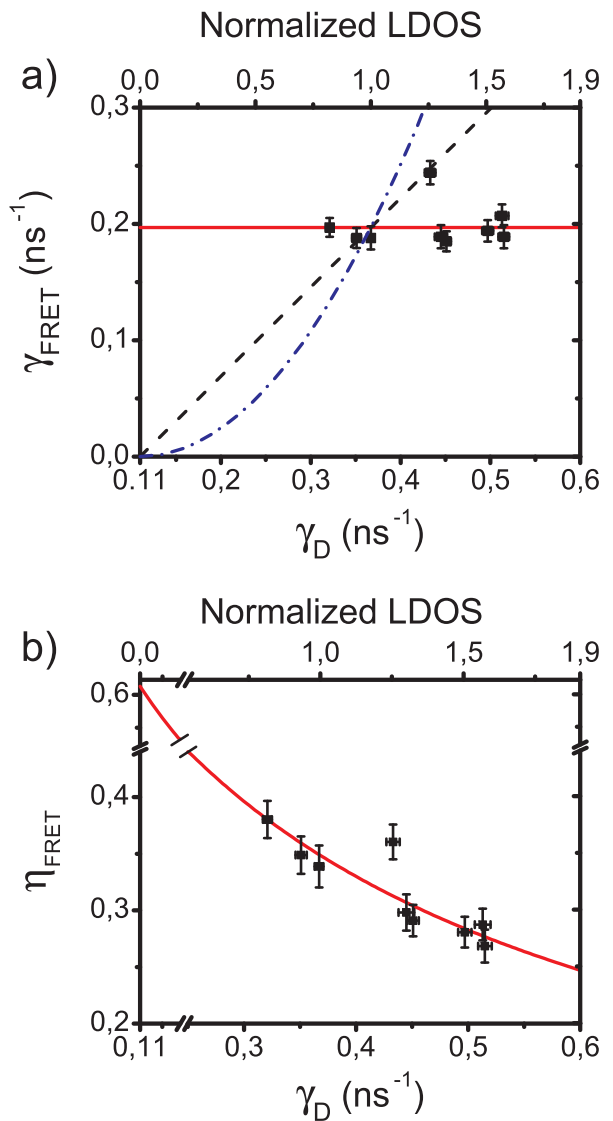 Normalized LDOS
a)
0,0 0,5 1,0 1,5 1,9
0,3
0,2
0,1
0,0
γFRET (ns-1)
0.11 0,2 0,3 0,4 0,5 0,6
γD (ns-1)
Normalized LDOS
b)
0,0 1,0 1,5 1,9
0,6
0,4
0,3
0,2
ηFRET
0,11 0,3 0,4 0,5 0,6
γD (ns-1)